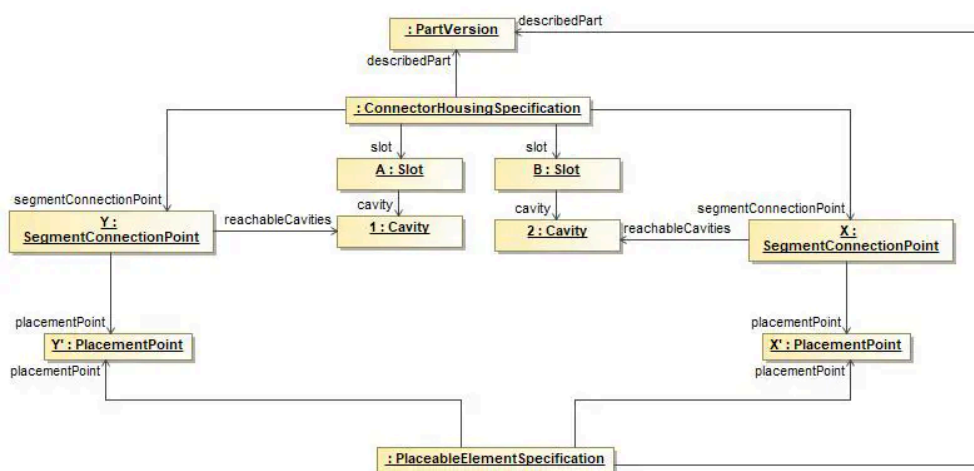 describedPart
: PartVersion
describedPart
: ConnectorHousingSpecification
slot
slot
A : Slot
B : Slot
segmentConnectionPoint
cavity
cavity
segmentConnectionPoint
Y :
SegmentConnectionPoint
reachableCavities
1 : Cavity
2 : Cavity
reachableCavities
X :
SegmentConnectionPoint
placementPoint
placementPoint
Y' : PlacementPoint
X' : PlacementPoint
placementPoint
placementPoint
: PlaceableElementSpecification